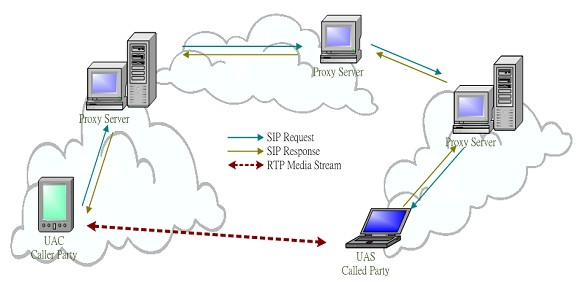 Proxy Server
Proxy Server
Proxy Server
SIP Request
SIP Response
RTP Media Stream
UAC
Caller Party
UAS
Called Party